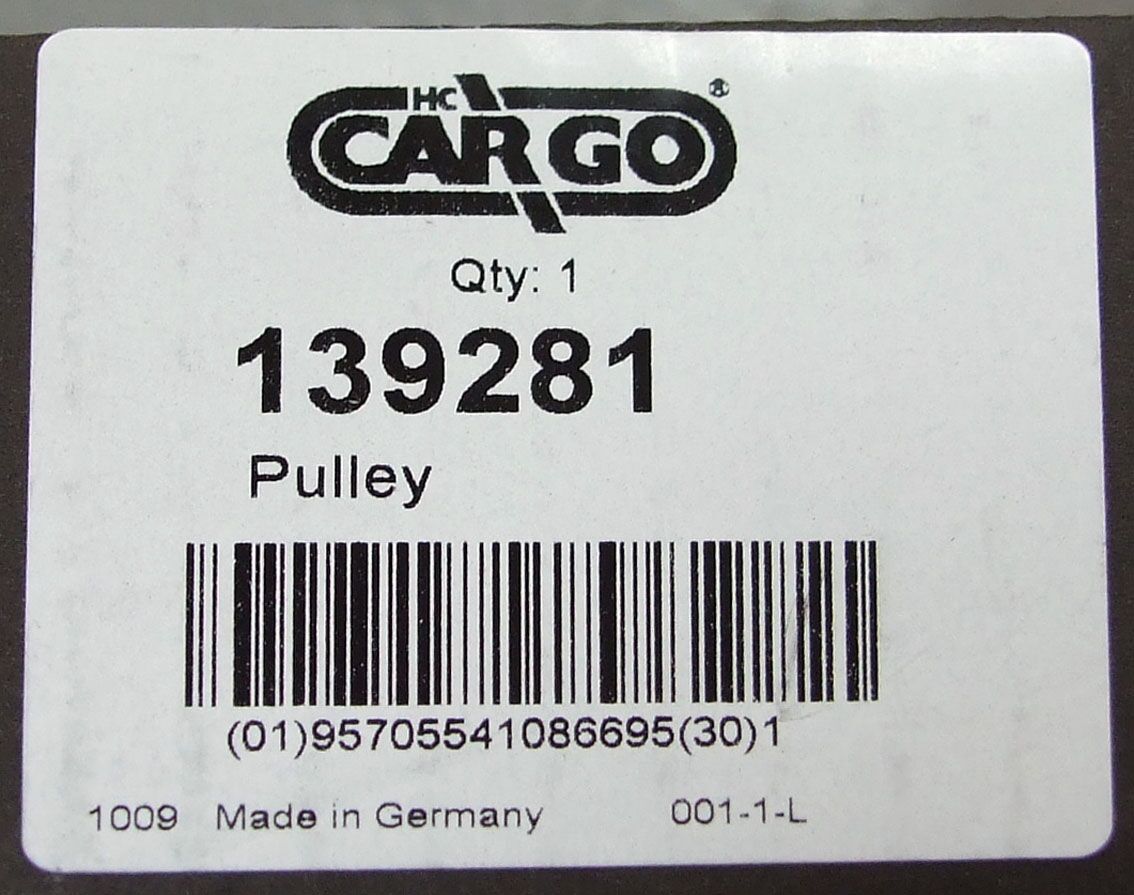 HC
CARGO®
Qty: 1
139281
Pulley
(01)95705541086695(30)1
1009 Made in Germany 001-1-L